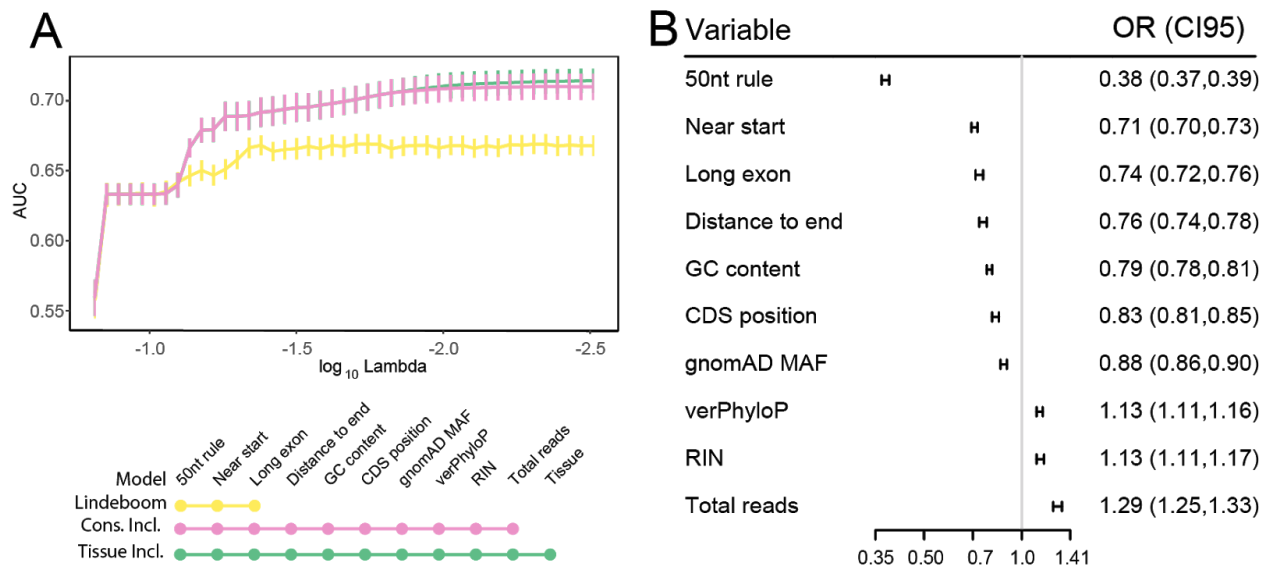 A
AUC
0.70
0.65
0.60
0.55
-1.0
-1.5
-2.0
-2.5
log10 Lambda
Model
50nt rule
Near start
Long exon
Distance to end
GC content
CDS position
gnomAD MAF
verPhyloP
RIN
Total reads
Tissue
Lindeboom
Cons. Incl.
Tissue Incl.
B
Variable OR (CI95)
50nt rule 0.38 (0.37,0.39)
Near start 0.71 (0.70,0.73)
Long exon 0.74 (0.72,0.76)
Distance to end 0.76 (0.74,0.78)
GC content 0.79 (0.78,0.81)
CDS position 0.83 (0.81,0.85)
gnomAD MAF 0.88 (0.86,0.90)
verPhyloP 1.13 (1.11,1.16)
RIN 1.13 (1.11,1.17)
Total reads 1.29 (1.25,1.33)
0.35 0.50 0.7 1.0 1.41